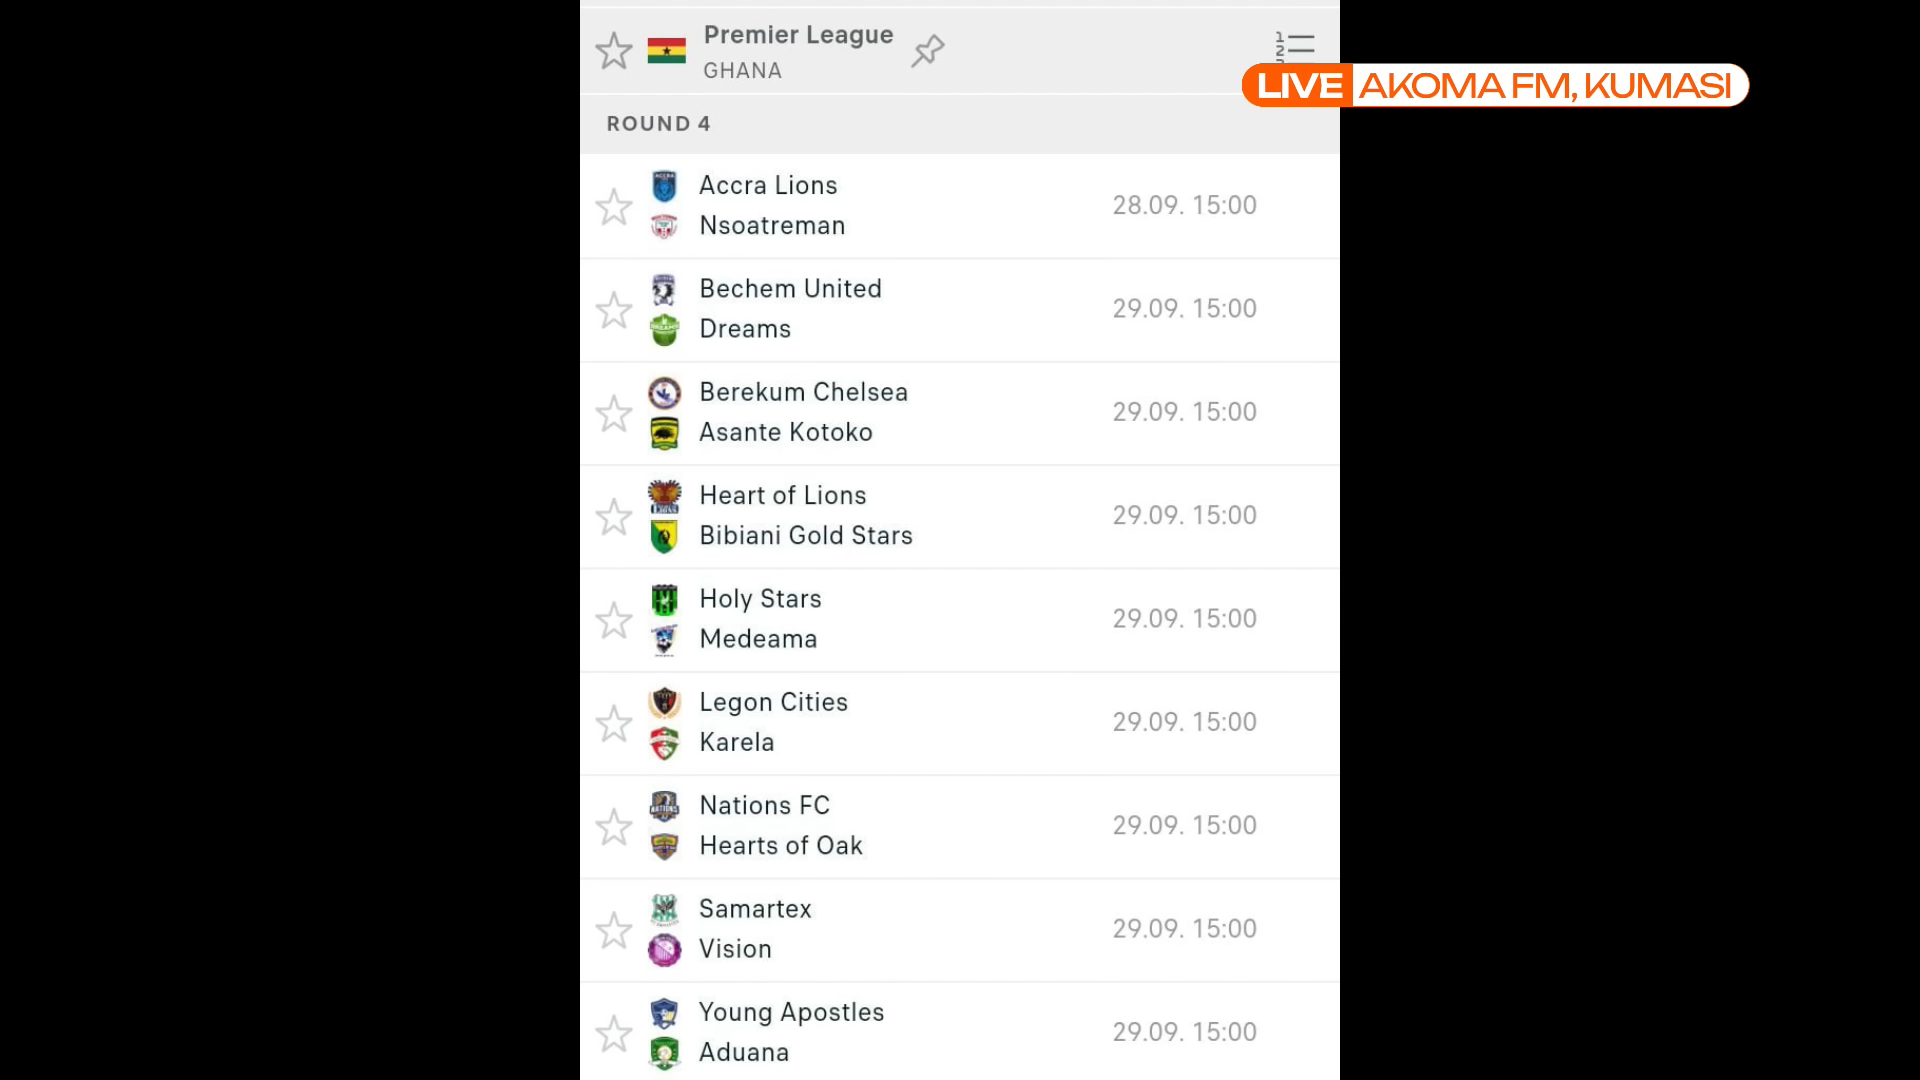 Premier League
GHANA
LIVE AKOMA FM, KUMASI
ROUND 4
Accra Lions
Nsoatreman
28.09. 15:00
Bechem United
Dreams
29.09. 15:00
Berekum Chelsea
Asante Kotoko
29.09. 15:00
Heart of Lions
Bibiani Gold Stars
29.09. 15:00
Holy Stars
Medeama
29.09. 15:00
Legon Cities
Karela
29.09. 15:00
Nations FC
Hearts of Oak
29.09. 15:00
Samartex
Vision
29.09. 15:00
Young Apostles
Aduana
29.09. 15:00